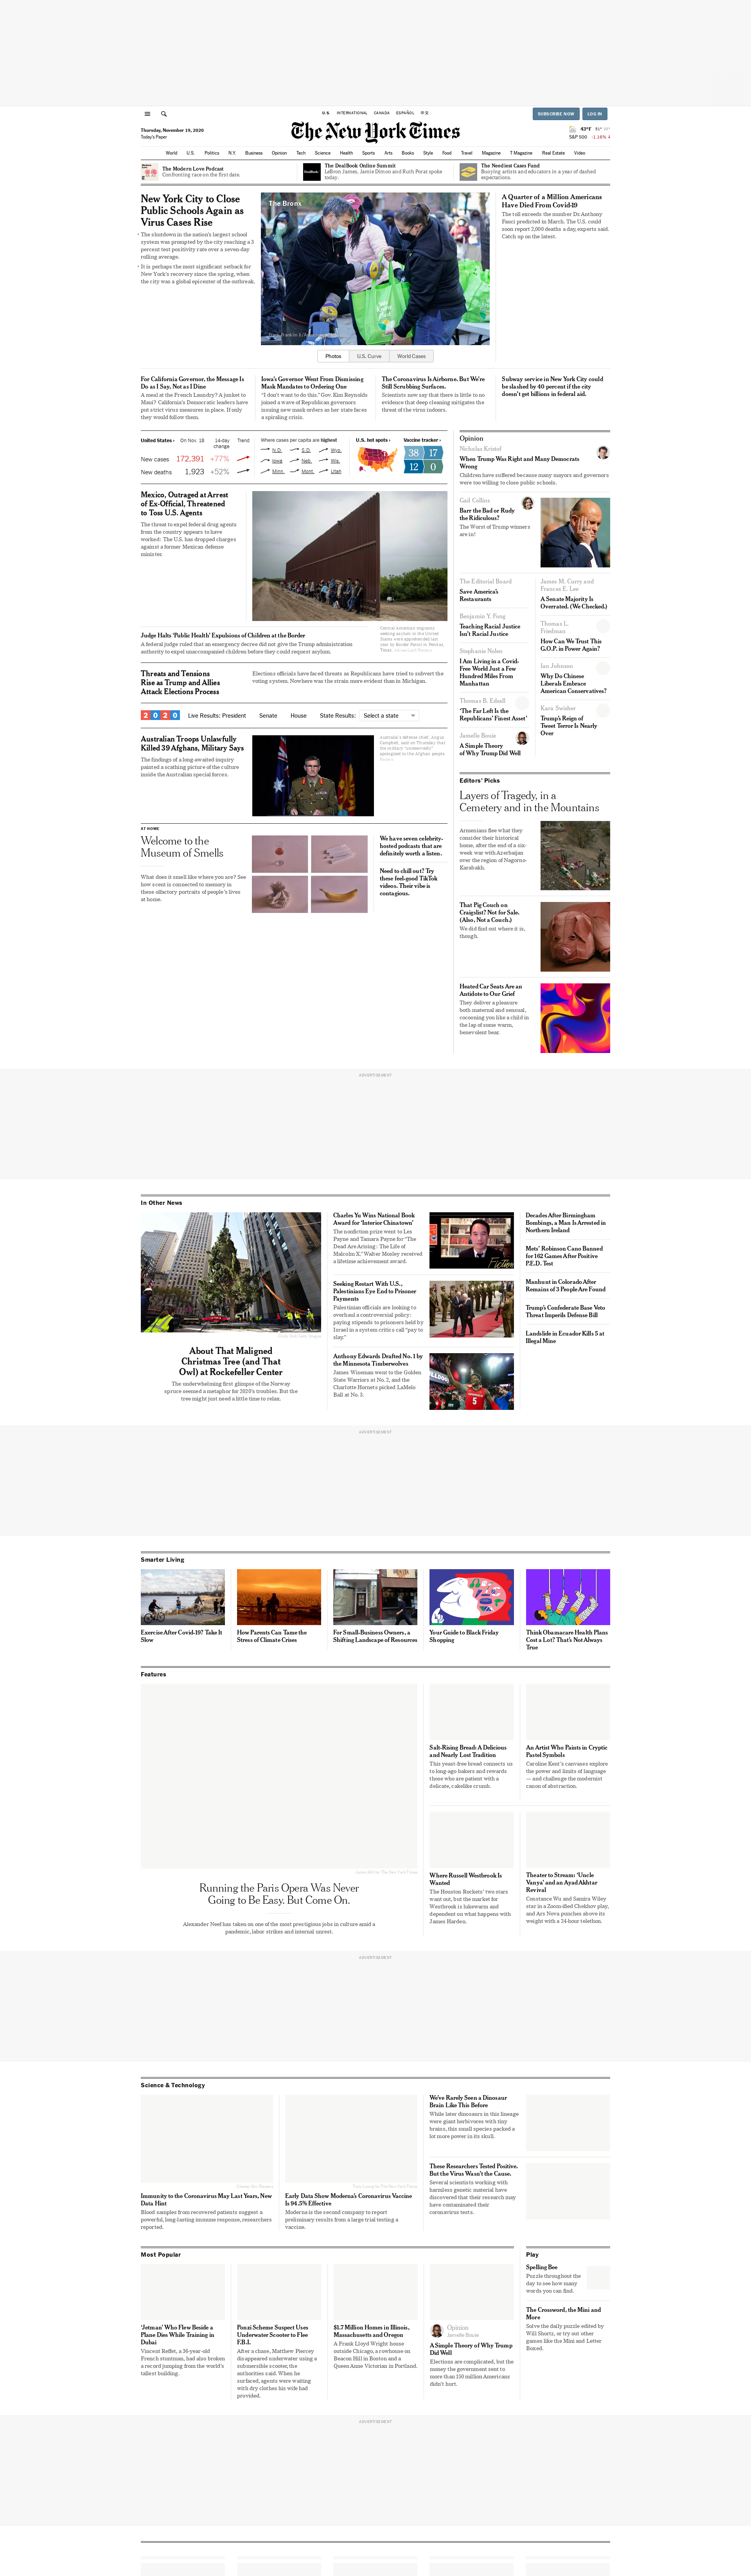 U.S.
INTERNATIONAL
CANADA
ESPAÑOL
中文
SUBSCRIBE NOW
LOG IN
Thursday, November 19, 2020
Today's Paper
The New York Times
43°F
S&P 500
World U.S. Politics N.Y. Business Opinion Tech Science Health Sports Arts Books Style Food Travel Magazine T Magazine Real Estate Video
The Modern Love Podcast
Confronting race on the first date.
The DealBook Online Summit
LeBron James, Jamie Dimon and Ruth Porat spoke
today.
The Neediest Cases Fund
Buoying artists and educators in a year of dashed
expectations.
New York City to Close
Public Schools Again as
Virus Cases Rise
The shutdown in the nation's largest school
system was prompted by the city reaching a 3
percent test positivity rate over a seven-day
rolling average.
It is perhaps the most significant setback for
New York's recovery since the spring, when
the city was a global epicenter of the outbreak.
The Bronx
Photos
U.S. Curve
World Cases
A Quarter of a Million Americans
Have Died From Covid-19
The toll exceeds the number Dr. Anthony
Fauci predicted in March. The U.S. could
soon report 2,000 deaths a day, experts said.
Catch up on the latest.
For California Governor, the Message Is
Do as I Say, Not as I Dine
A meal at the French Laundry? A junket to
Maui? California's Democratic leaders have
put strict virus measures in place. If only
they would follow them.
Iowa's Governor Went From Dismissing
Mask Mandates to Ordering One
"I don't want to do this." Gov. Kim Reynolds
joined a wave of Republican governors
issuing new mask orders as her state faces
a spiraling crisis.
The Coronavirus Is Airborne. But We're
Still Scrubbing Surfaces.
Scientists now say that there is little to no
evidence that deep cleaning mitigates the
threat of the virus indoors.
Subway service in New York City could
be slashed by 40 percent if the city
doesn't get billions in federal aid.
United States ›
On Nov. 18
14-day
change
Trend
New cases 172,391 +77%
New deaths 1,923 +52%
Where cases per capita are highest
N.D. S.D. Wyo.
Iowa Neb. Wis.
Minn. Mont. Utah
U.S. hot spots ›
Vaccine tracker ›
38 17
12 0
Mexico, Outraged at Arrest
of Ex-Official, Threatened
to Toss U.S. Agents
The threat to expel federal drug agents
from the country appears to have
worked: The U.S. has dropped charges
against a former Mexican defense
minister.
Judge Halts 'Public Health' Expulsions of Children at the Border
A federal judge ruled that an emergency decree did not give the Trump administration
authority to expel unaccompanied children before they could request asylum.
Central American migrants
seeking asylum in the United
States were apprehended last
year by Border Patrol in Penitas,
Texas.
Threats and Tensions
Rise as Trump and Allies
Attack Elections Process
Elections officials have faced threats as Republicans have tried to subvert the
voting system. Nowhere was the strain more evident than in Michigan.
2020
Live Results: President
Senate
House
State Results:
Select a state
Australian Troops Unlawfully
Killed 39 Afghans, Military Says
The findings of a long-awaited inquiry
painted a scathing picture of the culture
inside the Australian special forces.
Australia's defense chief, Angus
Campbell, said on Thursday that
his military "unreservedly"
apologized to the Afghan people.
AT HOME
Welcome to the
Museum of Smells
What does it smell like where you are? See
how scent is connected to memory in
these olfactory portraits of people's lives
at home.
We have seven celebrity-
hosted podcasts that are
definitely worth a listen.
Need to chill out? Try
these feel-good TikTok
videos. Their vibe is
contagious.
Opinion
Nicholas Kristof
When Trump Was Right and Many Democrats
Wrong
Children have suffered because many mayors and governors
were too willing to close public schools.
Gail Collins
Barr the Bad or Rudy
the Ridiculous?
The Worst of Trump winners
are in!
The Editorial Board
Save America's
Restaurants
Benjamin Y. Fong
Teaching Racial Justice
Isn't Racial Justice
Stephanie Nolen
I Am Living in a Covid-
Free World Just a Few
Hundred Miles From
Manhattan
Thomas B. Edsall
'The Far Left Is the
Republicans' Finest Asset'
Jamelle Bouie
A Simple Theory
of Why Trump Did Well
James M. Curry and
Frances E. Lee
A Senate Majority Is
Overrated. (We Checked.)
Thomas L.
Friedman
How Can We Trust This
G.O.P. in Power Again?
Ian Johnson
Why Do Chinese
Liberals Embrace
American Conservatives?
Kara Swisher
Trump's Reign of
Tweet Terror Is Nearly
Over
Editors' Picks
Layers of Tragedy, in a
Cemetery and in the Mountains
Armenians flee what they
consider their historical
home, after the end of a six-
week war with Azerbaijan
over the region of Nagorno-
Karabakh.
That Pig Couch on
Craigslist? Not for Sale.
(Also, Not a Couch.)
We did find out where it is,
though.
Heated Car Seats Are an
Antidote to Our Grief
They deliver a pleasure
both maternal and sensual,
cocooning you like a child in
the lap of some warm,
benevolent bear.
ADVERTISEMENT
In Other News
About That Maligned
Christmas Tree (and That
Owl) at Rockefeller Center
The underwhelming first glimpse of the Norway
spruce seemed a metaphor for 2020's troubles. But the
tree might just need a little time to relax.
Charles Yu Wins National Book
Award for 'Interior Chinatown'
The nonfiction prize went to Les
Payne and Tamara Payne for "The
Dead Are Arising: The Life of
Malcolm X." Walter Mosley received
a lifetime achievement award.
Fiction
Seeking Restart With U.S.,
Palestinians Eye End to Prisoner
Payments
Palestinian officials are looking to
overhaul a controversial policy:
paying stipends to prisoners held by
Israel in a system critics call "pay to
slay."
Anthony Edwards Drafted No. 1 by
the Minnesota Timberwolves
James Wiseman went to the Golden
State Warriors at No. 2, and the
Charlotte Hornets picked LaMelo
Ball at No. 3.
5
Decades After Birmingham
Bombings, a Man Is Arrested in
Northern Ireland
Mets' Robinson Cano Banned
for 162 Games After Positive
P.E.D. Test
Manhunt in Colorado After
Remains of 3 People Are Found
Trump's Confederate Base Veto
Threat Imperils Defense Bill
Landslide in Ecuador Kills 5 at
Illegal Mine
ADVERTISEMENT
Smarter Living
Exercise After Covid-19? Take It
Slow
How Parents Can Tame the
Stress of Climate Crises
For Small-Business Owners, a
Shifting Landscape of Resources
Your Guide to Black Friday
Shopping
Think Obamacare Health Plans
Cost a Lot? That's Not Always
True
Features
Running the Paris Opera Was Never
Going to Be Easy. But Come On.
Alexander Neef has taken on one of the most prestigious jobs in culture amid a
pandemic, labor strikes and internal unrest.
Salt-Rising Bread: A Delicious
and Nearly Lost Tradition
This yeast-free bread connects us
to long-ago bakers and rewards
those who are patient with a
delicate, cakelike crumb.
An Artist Who Paints in Cryptic
Pastel Symbols
Caroline Kent's canvases explore
the power and limits of language
— and challenge the modernist
canon of abstraction.
Where Russell Westbrook Is
Wanted
The Houston Rockets' two stars
want out, but the market for
Westbrook is lukewarm and
dependent on what happens with
James Harden.
Theater to Stream: 'Uncle
Vanya' and an Ayad Akhtar
Revival
Constance Wu and Samira Wiley
star in a Zoom-ified Chekhov play,
and Ars Nova punches above its
weight with a 24-hour telethon.
ADVERTISEMENT
Science & Technology
Immunity to the Coronavirus May Last Years, New
Data Hint
Blood samples from recovered patients suggest a
powerful, long-lasting immune response, researchers
reported.
Early Data Show Moderna's Coronavirus Vaccine
Is 94.5% Effective
Moderna is the second company to report
preliminary results from a large trial testing a
vaccine.
We've Rarely Seen a Dinosaur
Brain Like This Before
While later dinosaurs in this lineage
were giant herbivores with tiny
brains, this small species packed a
lot more power in its skull.
These Researchers Tested Positive.
But the Virus Wasn't the Cause.
Several scientists working with
harmless genetic material have
discovered that their research may
have contaminated their
coronavirus tests.
Most Popular
'Jetman' Who Flew Beside a
Plane Dies While Training in
Dubai
Vincent Reffet, a 36-year-old
French stuntman, had also broken
a record jumping from the world's
tallest building.
Ponzi Scheme Suspect Uses
Underwater Scooter to Flee
F.B.I.
After a chase, Matthew Piercey
disappeared underwater using a
submersible scooter, the
authorities said. When he
surfaced, agents were waiting
with dry clothes his wife had
provided.
$1.7 Million Homes in Illinois,
Massachusetts and Oregon
A Frank Lloyd Wright house
outside Chicago, a rowhouse on
Beacon Hill in Boston and a
Queen Anne Victorian in Portland.
Opinion
Jamelle Bouie
A Simple Theory of Why Trump
Did Well
Elections are complicated, but the
money the government sent to
more than 150 million Americans
didn't hurt.
Play
Spelling Bee
Puzzle throughout the
day to see how many
words you can find.
The Crossword, the Mini and
More
Solve the daily puzzle edited by
Will Shortz, or try out other
games like the Mini and Letter
Boxed.
ADVERTISEMENT